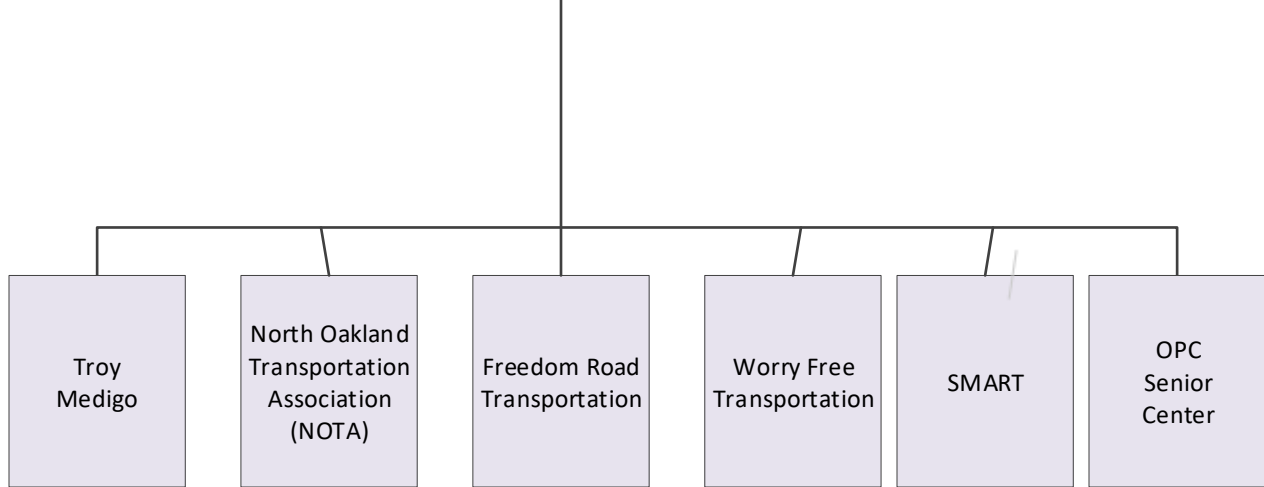 Troy
Medigo
North Oakland
Transportation
Association
(NOTA)
Freedom Road
Transportation
Worry Free
Transportation
SMART
OPC
Senior
Center